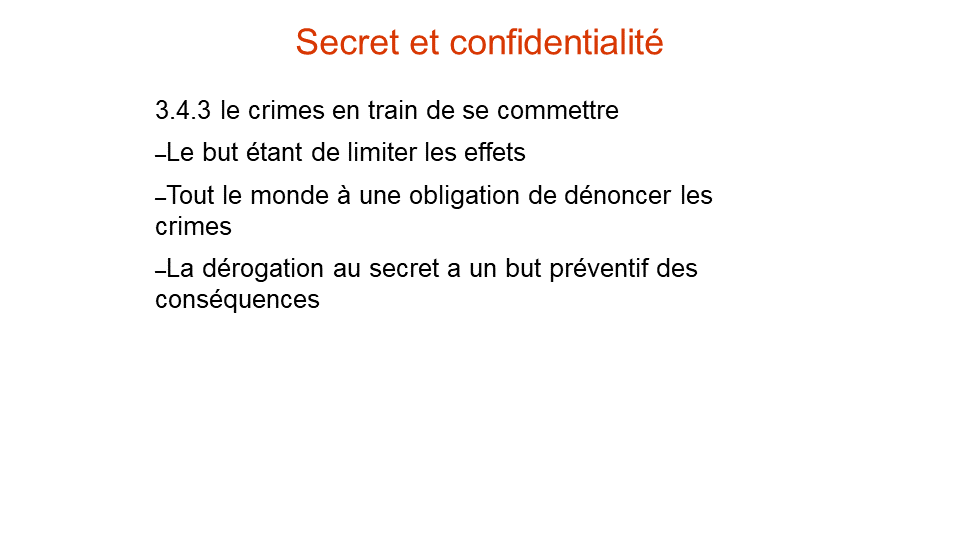 Secret et confidentialité
3.4.3 le crimes en train de se commettre
–Le but étant de limiter les effets
–Tout le monde à une obligation de dénoncer les
crimes
–La dérogation au secret a un but préventif des
conséquences